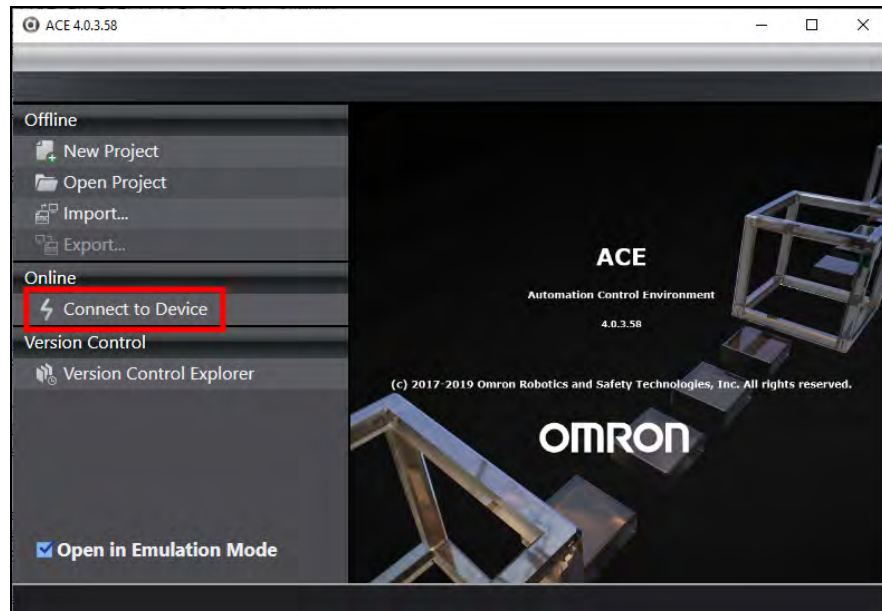 ACE 4.0.3.58
Offline
New Project
Open Project
Import...
Export...
Online
Connect to Device
Version Control
Version Control Explorer
Open in Emulation Mode
ACE
Automation Control Environment
4.0.3.58
(c) 2017-2019 Omron Robotics and Safety Technologies, Inc. All rights reserved.
OMRON